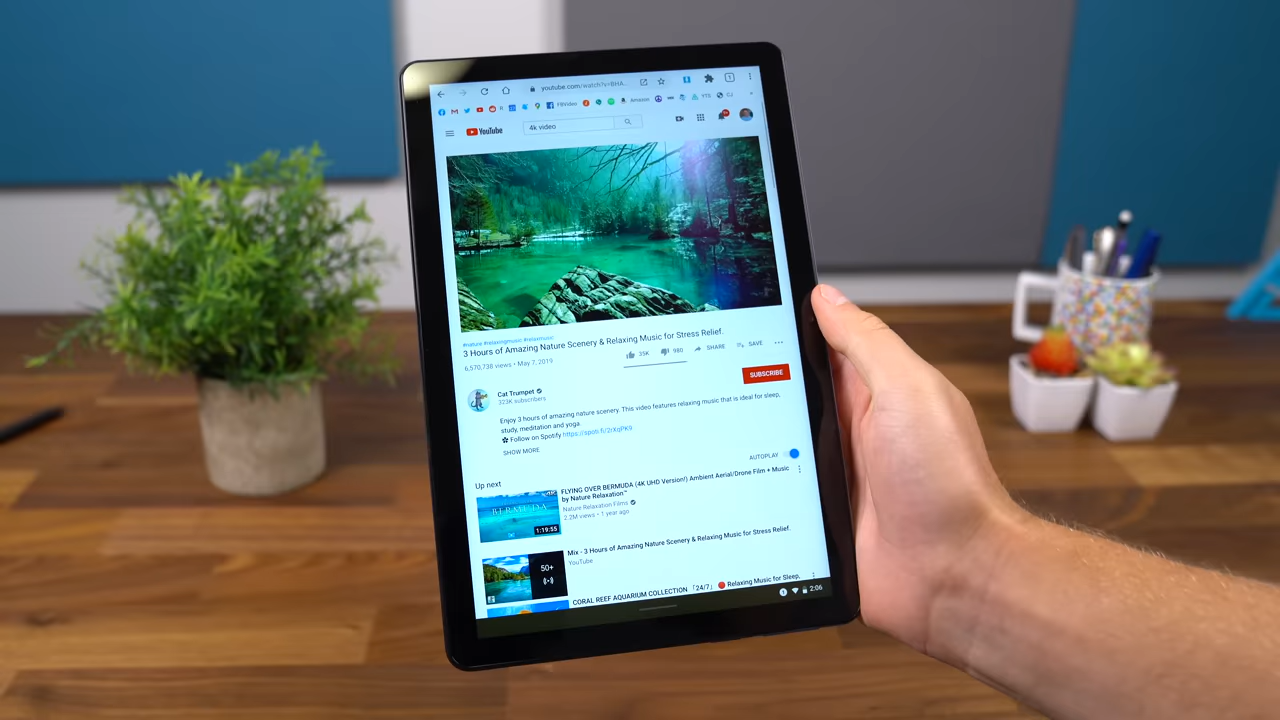 youtube.com/watch?v=BHA
1
FBVideo
Amazon
YTS
CJ
YouTube
4k video
#nature #relaxingmusic #relaxmusic
3 Hours of Amazing Nature Scenery & Relaxing Music for Stress Relief.
6,570,738 views • May 7, 2019
35K
980
SHARE
SAVE
Cat Trumpet
323K subscribers
SUBSCRIBE
Enjoy 3 hours of amazing nature scenery. This video features relaxing music that is ideal for sleep,
study, meditation and yoga
Follow on Spotify https://spoti.fi/2rXqPK9
SHOW MORE
AUTOPLAY
Up next
BERMUDA
1:19:55
FLYING OVER BERMUDA (4K UHD Version!) Ambient Aerial/Drone Film + Music
by Nature Relaxation™
Nature Relaxation Films
2.2M views • 1 year ago
50+
Mix - 3 Hours of Amazing Nature Scenery & Relaxing Music for Stress Relief.
YouTube
CORAL REEF AQUARIUM COLLECTION 「24/7」 Relaxing Music for Sleep,
2:06